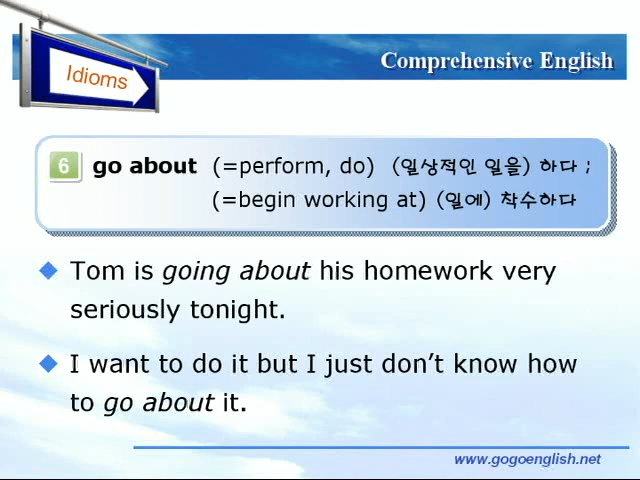 Idioms
Comprehensive English
6 go about (=perform, do) (일상적인 일을) 하다 ;
(=begin working at) (일에) 착수하다
Tom is going about his homework very
seriously tonight.
I want to do it but I just don't know how
to go about it.
www.gogoenglish.net